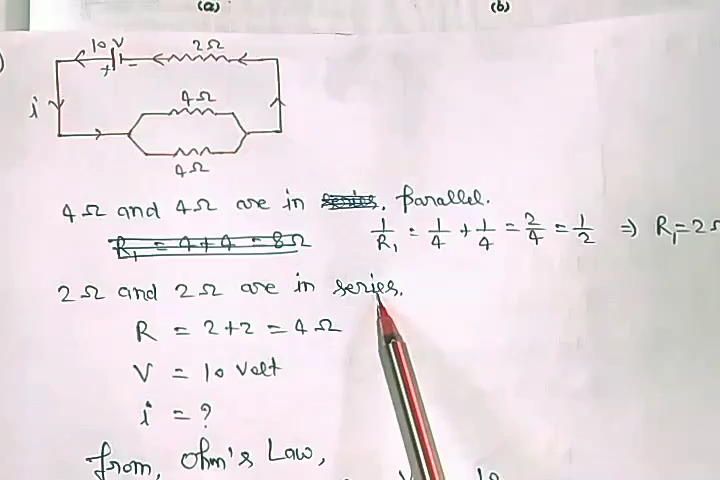 (a) (b)
)
10 V 2Ω
+ -
4Ω
i
4Ω
4Ω and 4Ω are in series. parallel.
R₁ = 4+4 = 8Ω 1/R₁ = 1/4 + 1/4 = 2/4 = 1/2 ⇒ R₁=2Ω
2Ω and 2Ω are in series.
R = 2+2 = 4Ω
V = 10 Volt
i = ?
from, ohm's Law,